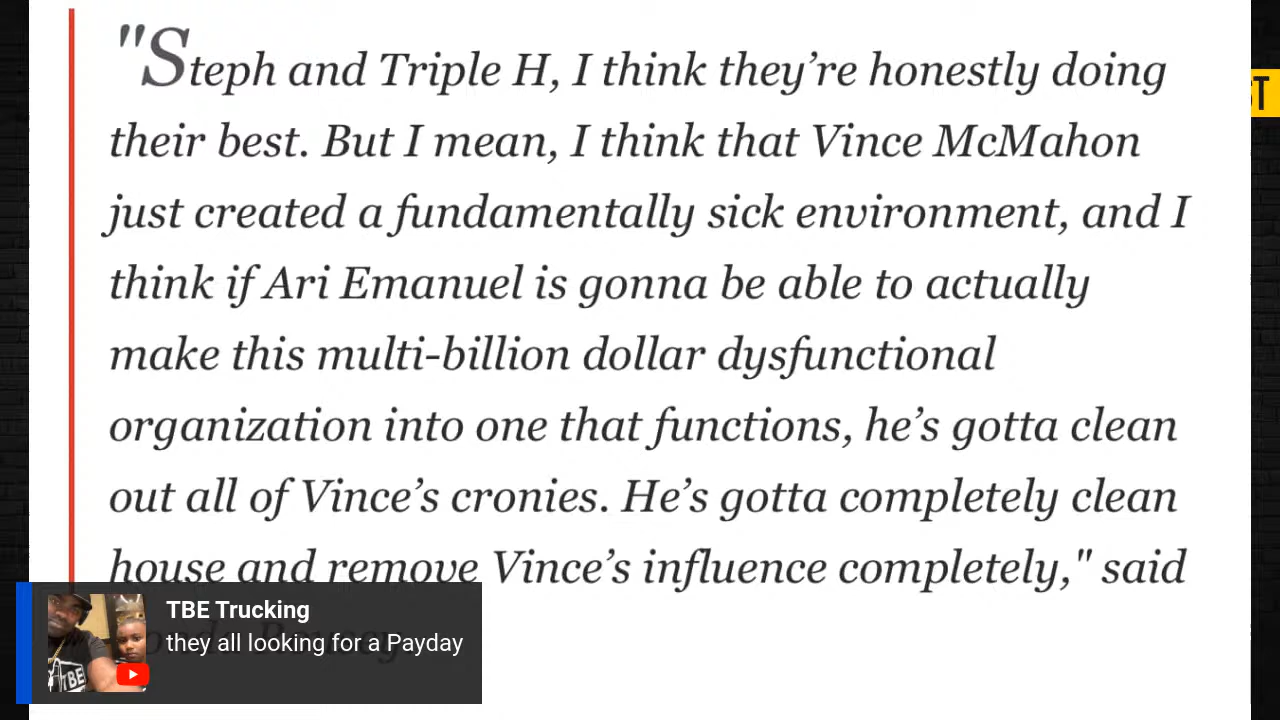 "Steph and Triple H, I think they’re honestly doing
their best. But I mean, I think that Vince McMahon
just created a fundamentally sick environment, and I
think if Ari Emanuel is gonna be able to actually
make this multi-billion dollar dysfunctional
organization into one that functions, he’s gotta clean
out all of Vince’s cronies. He’s gotta completely clean
house and remove Vince’s influence completely," said
TBE Trucking
they all looking for a Payday
TBE